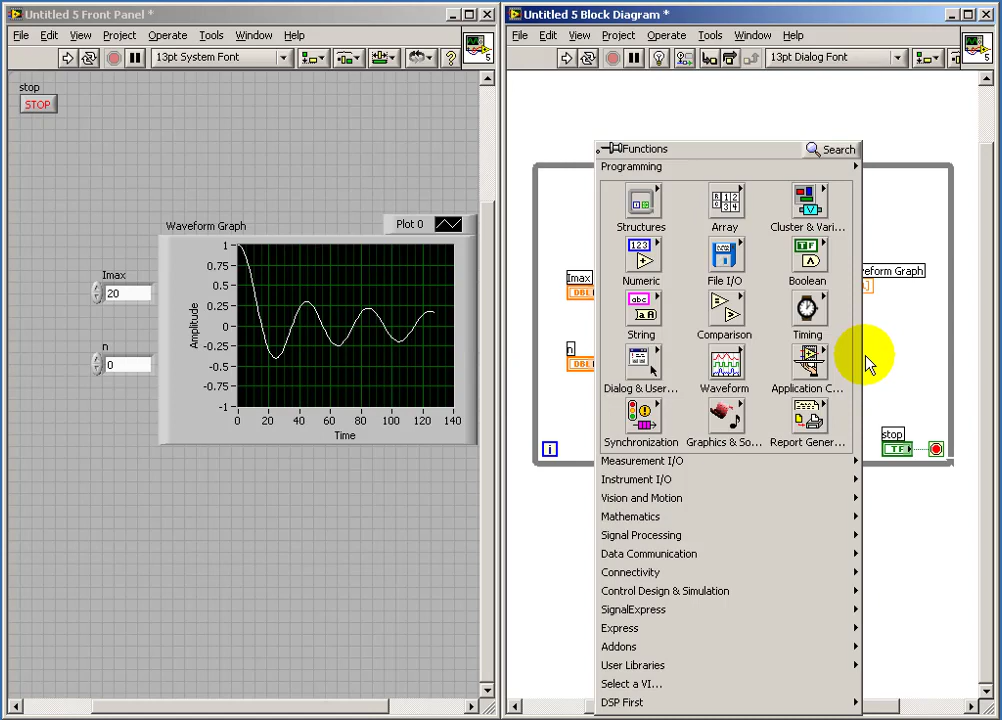 Untitled 5 Front Panel *
File Edit View Project Operate Tools Window Help
13pt System Font
5
stop
STOP
Waveform Graph
Plot 0
Imax
20
n
0
Amplitude
1
0.75
0.5
0.25
0
-0.25
-0.5
-0.75
-1
0 20 40 60 80 100 120 140
Time
Untitled 5 Block Diagram *
File Edit View Project Operate Tools Window Help
13pt Dialog Font
5
Functions
Search
Programming
Structures Array Cluster & Vari...
Numeric File I/O Boolean
String Comparison Timing
Dialog & User... Waveform Application C...
Synchronization Graphics & So... Report Gener...
Measurement I/O
Instrument I/O
Vision and Motion
Mathematics
Signal Processing
Data Communication
Connectivity
Control Design & Simulation
SignalExpress
Express
Addons
User Libraries
Select a VI...
DSP First
Imax
DBL
n
DBL
i
veform Graph
stop
TF